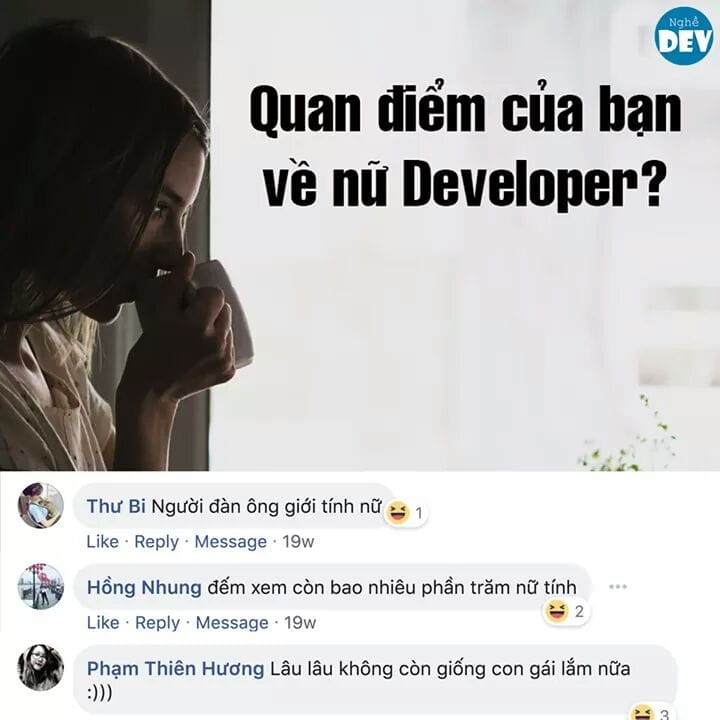 Nghề
DEV
Quan điểm của bạn
về nữ Developer?
Thư Bi Người đàn ông giới tính nữ
1
Like · Reply · Message · 19w
Hồng Nhung đếm xem còn bao nhiêu phần trăm nữ tính
2
Like · Reply · Message · 19w
Phạm Thiên Hương Lâu lâu không còn giống con gái lắm nữa
:)))
3